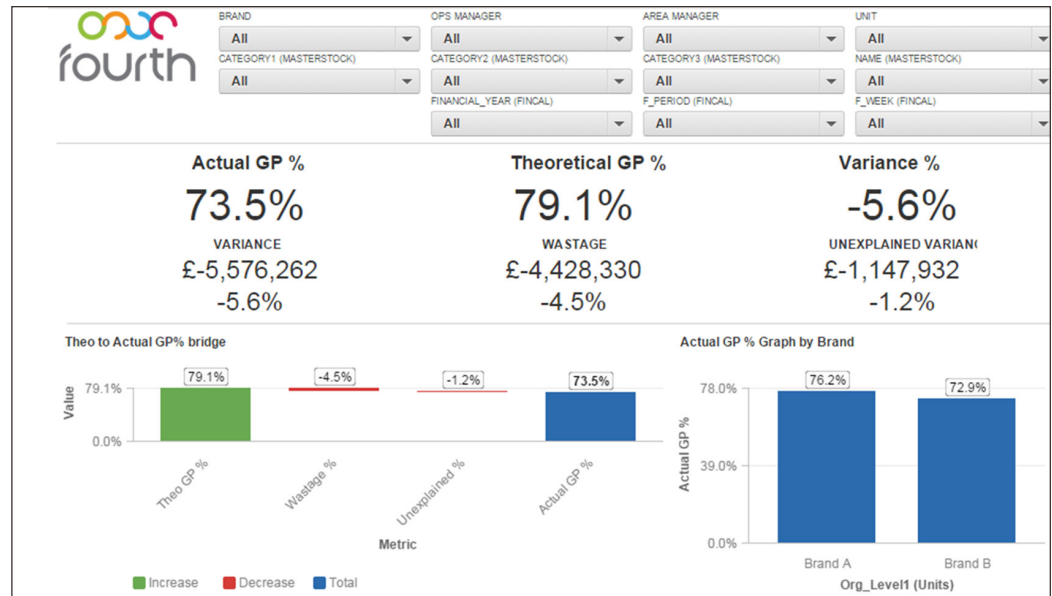 fourth
BRAND OPS MANAGER AREA MANAGER UNIT
All All All All
CATEGORY1 (MASTERSTOCK) CATEGORY2 (MASTERSTOCK) CATEGORY3 (MASTERSTOCK) NAME (MASTERSTOCK)
All All All All
FINANCIAL_YEAR (FINCAL) F_PERIOD (FINCAL) F_WEEK (FINCAL)
All All All
Actual GP % Theoretical GP % Variance %
73.5% 79.1% -5.6%
VARIANCE WASTAGE UNEXPLAINED VARIAN
£-5,576,262 £-4,428,330 £-1,147,932
-5.6% -4.5% -1.2%
Theo to Actual GP% bridge
Value
79.1%
0.0%
79.1% -4.5% -1.2% 73.5%
Theo GP % Wastage % Unexplained % Actual GP %
Metric
Increase Decrease Total
Actual GP % Graph by Brand
Actual GP %
78.0%
39.0%
0.0%
76.2% 72.9%
Brand A Brand B
Org_Level1 (Units)